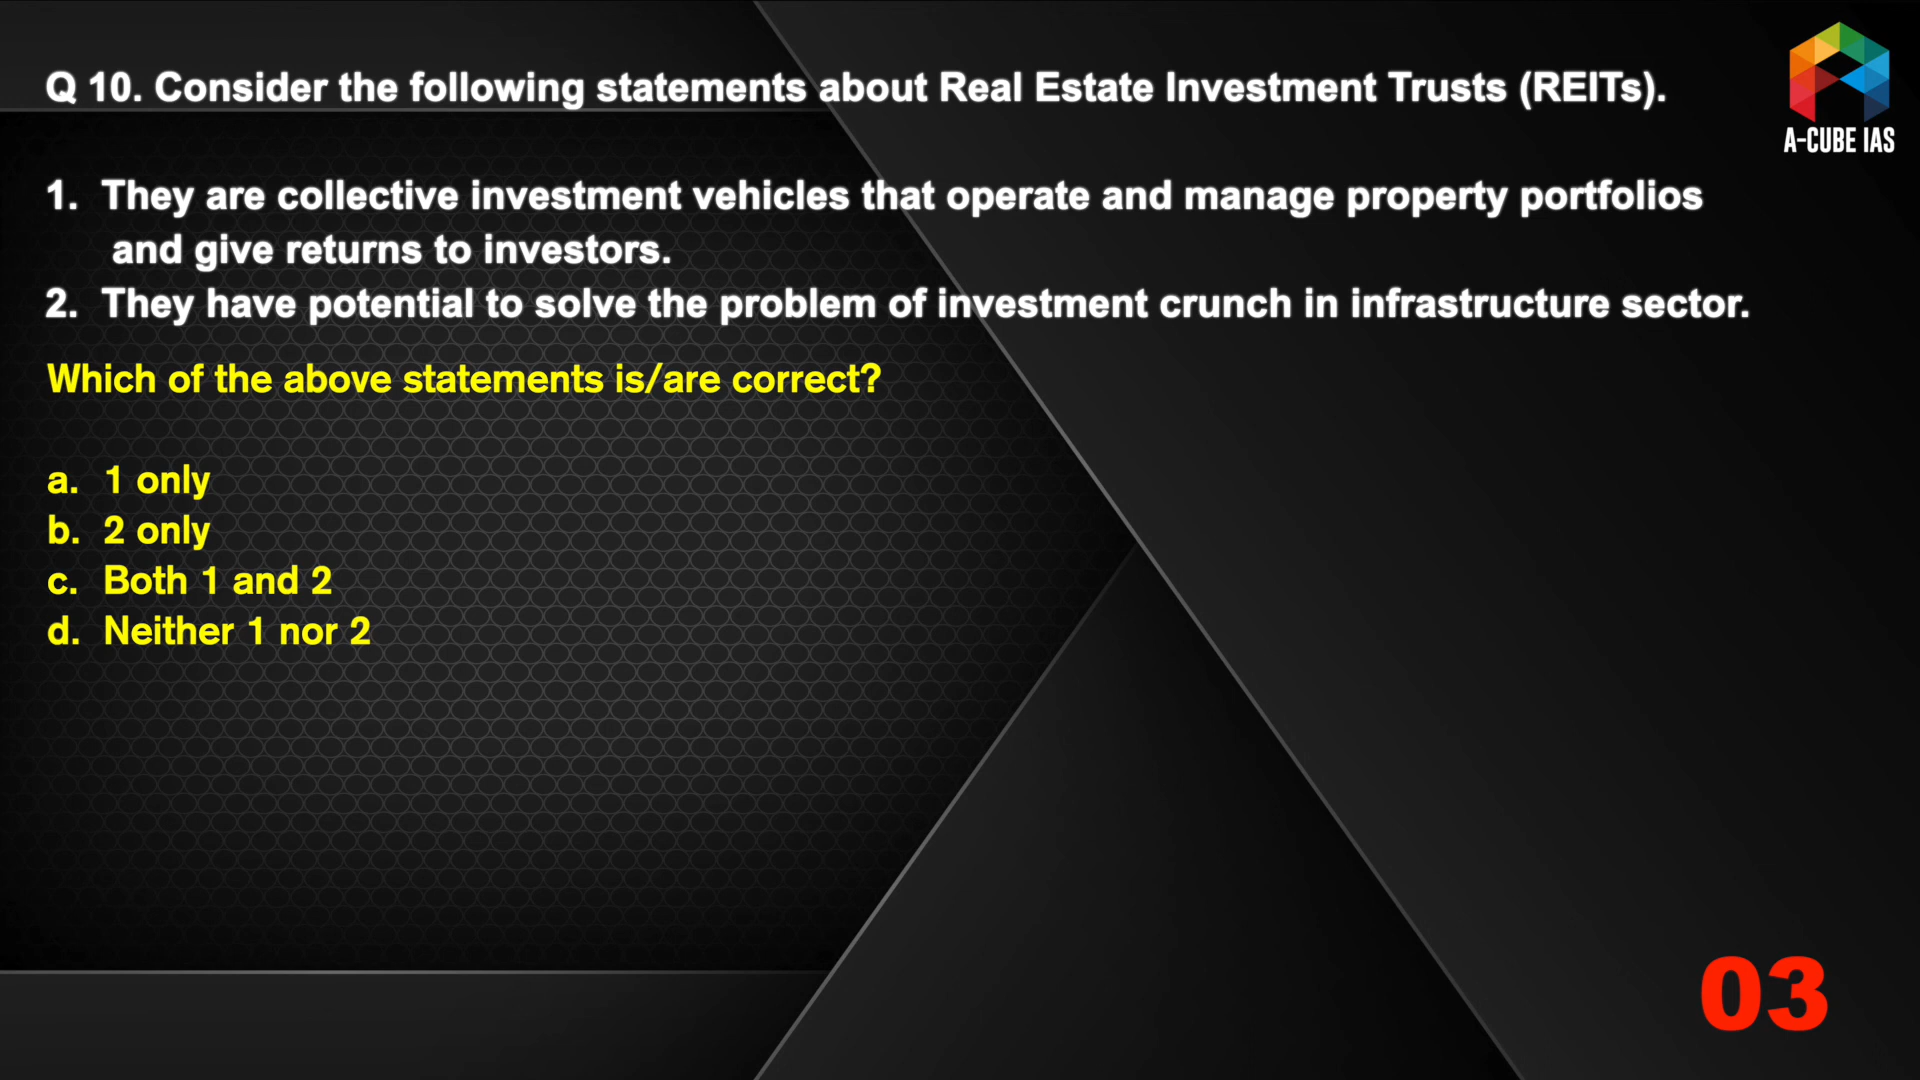 Q 10. Consider the following statements about Real Estate Investment Trusts (REITs).
A-CUBE IAS
1. They are collective investment vehicles that operate and manage property portfolios
and give returns to investors.
2. They have potential to solve the problem of investment crunch in infrastructure sector.
Which of the above statements is/are correct?
a. 1 only
b. 2 only
c. Both 1 and 2
d. Neither 1 nor 2
03